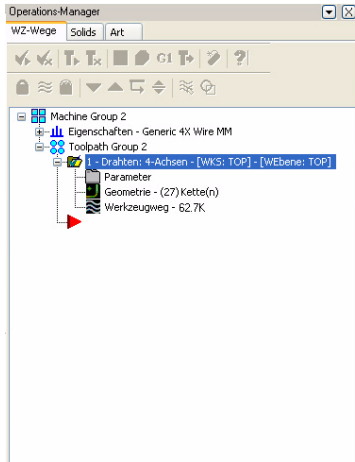 Operations-Manager
WZ-Wege Solids Art
G1
Machine Group 2
Eigenschaften - Generic 4X Wire MM
Toolpath Group 2
1 - Drahten: 4-Achsen - [WKS: TOP] - [WEbene: TOP]
Parameter
Geometrie - (27) Kette(n)
Werkzeugweg - 62.7K